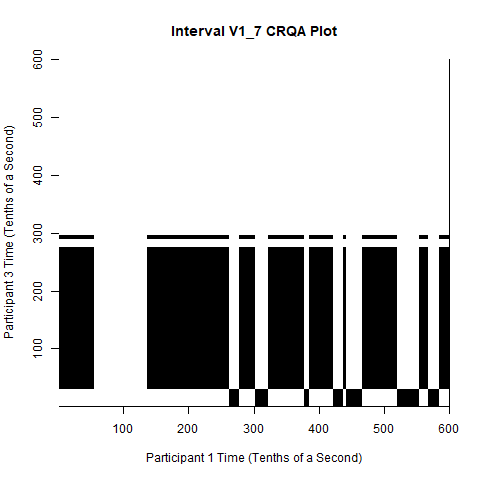 Interval V1_7 CRQA Plot
Participant 3 Time (Tenths of a Second)
600
500
400
300
200
100
100 200 300 400 500 600
Participant 1 Time (Tenths of a Second)